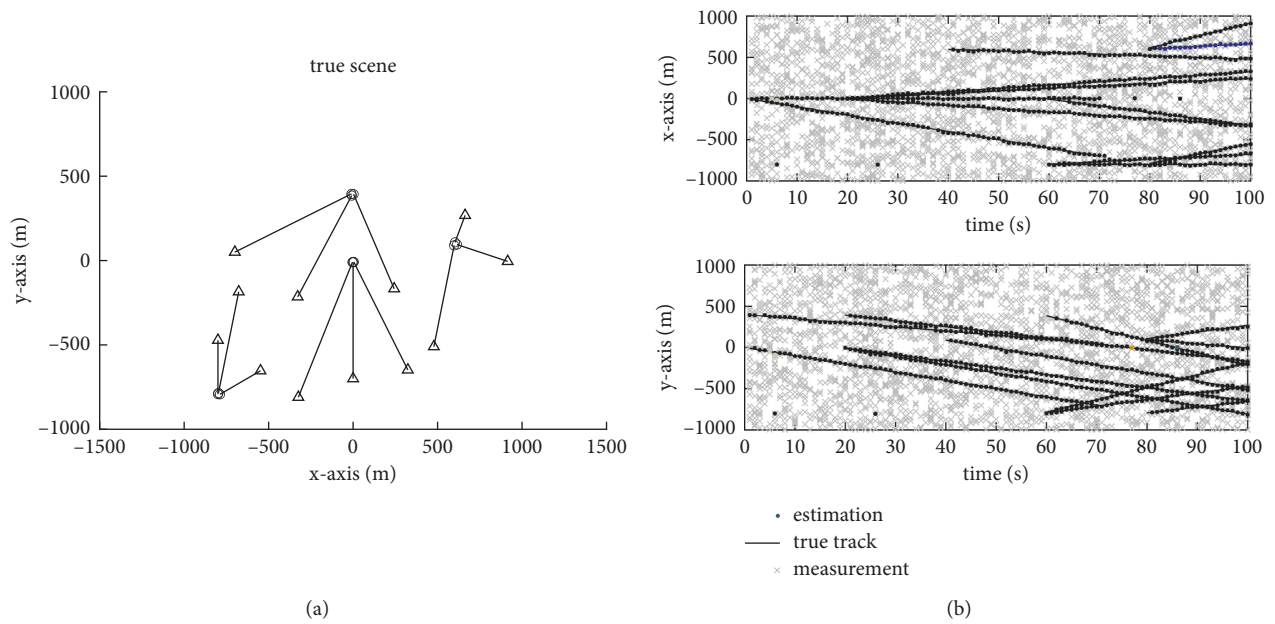 true scene
1000
500
0
−500
−1000
−1500
−1000
−500
0
500
1000
1500
x-axis (m)
y-axis (m)
(a)
1000
500
0
−500
−1000
x-axis (m)
0 10 20 30 40 50 60 70 80 90 100
time (s)
1000
500
0
−500
−1000
y-axis (m)
0 10 20 30 40 50 60 70 80 90 100
time (s)
estimation
true track
measurement
(b)